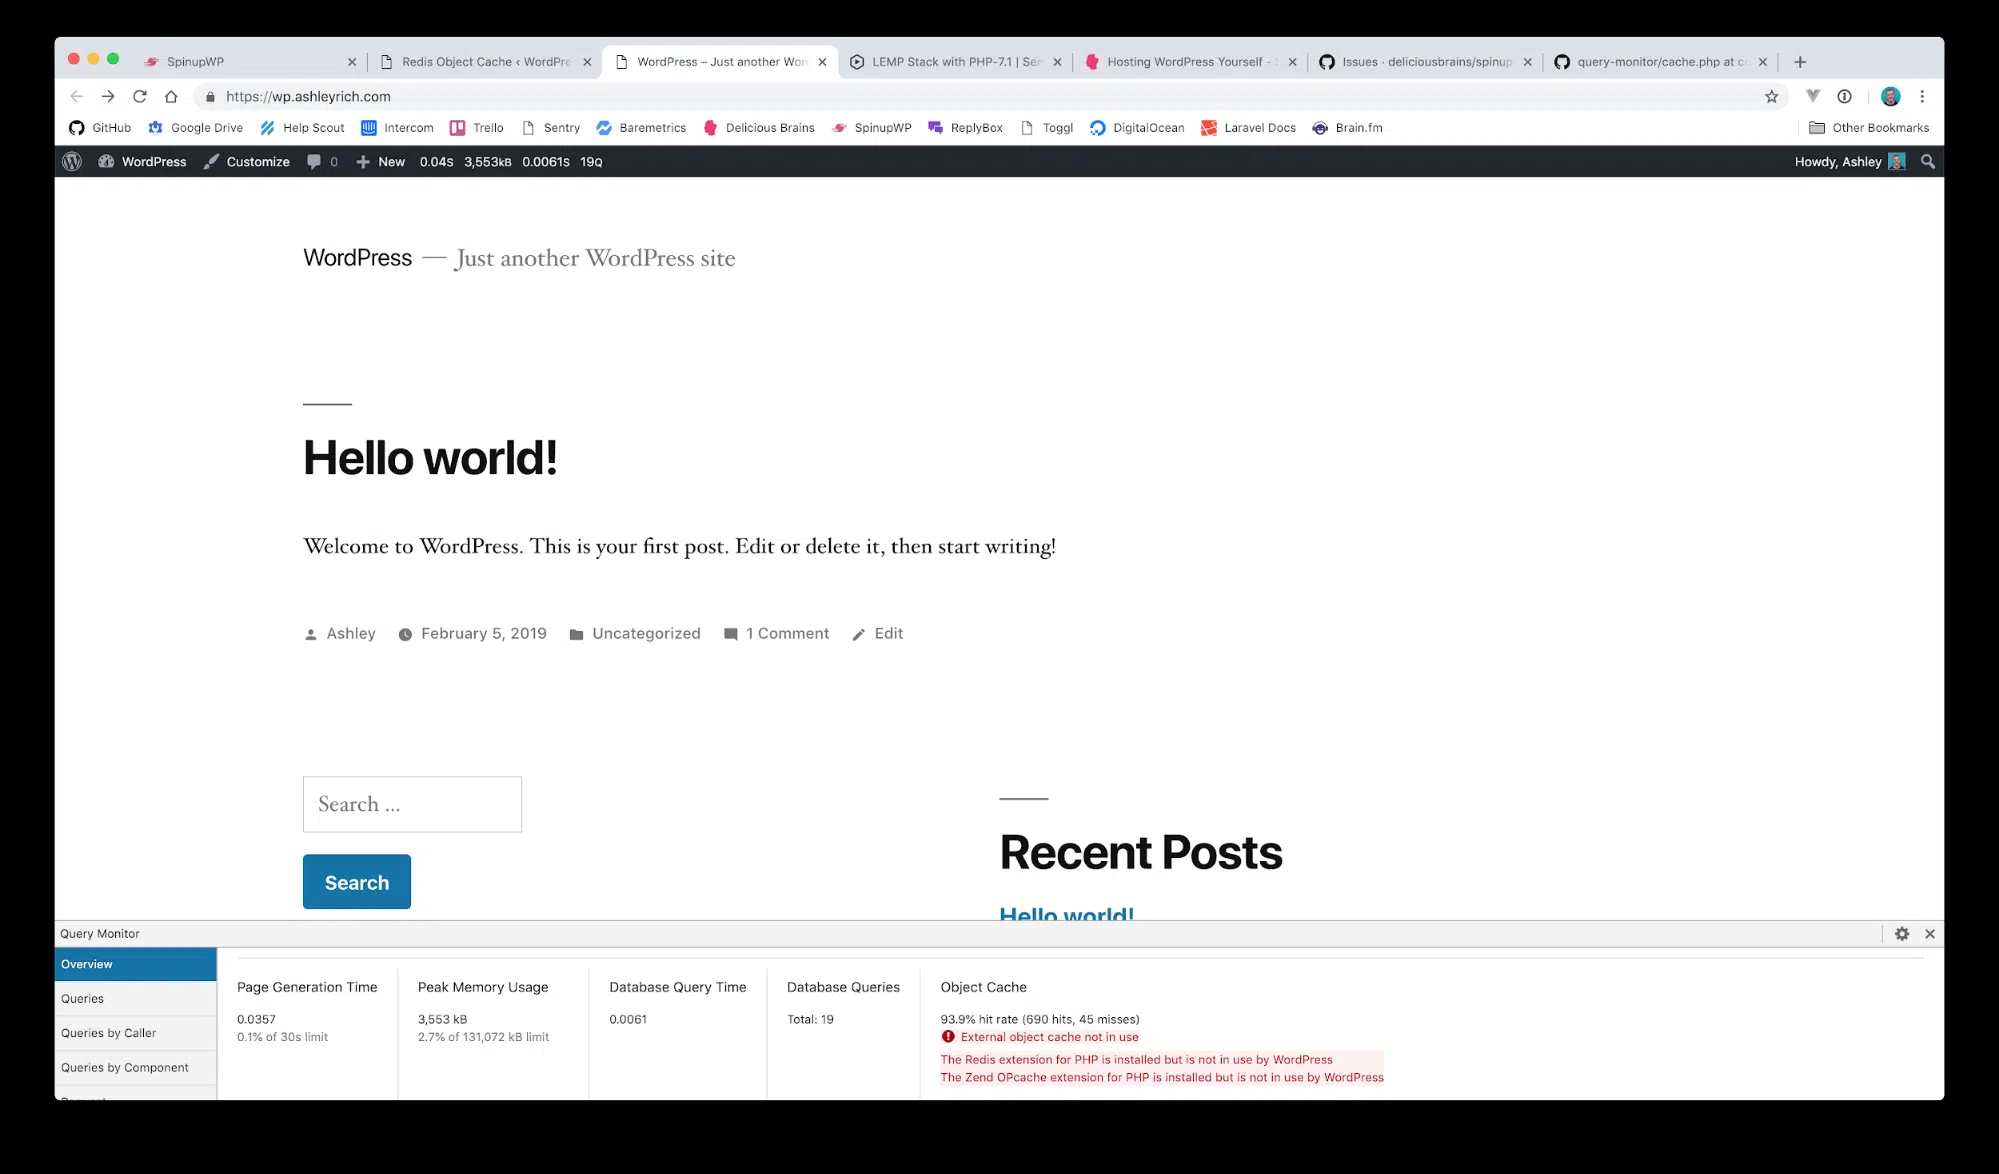 SpinupWP
Redis Object Cache ‹ WordPre
WordPress – Just another Wor
LEMP Stack with PHP-7.1 | Ser
Hosting WordPress Yourself –
Issues · deliciousbrains/spinup
query-monitor/cache.php at
https://wp.ashleyrich.com
GitHub
Google Drive
Help Scout
Intercom
Trello
Sentry
Baremetrics
Delicious Brains
SpinupWP
ReplyBox
Toggl
DigitalOcean
Laravel Docs
Brain.fm
Other Bookmarks
WordPress
Customize
0
New
0.04S 3,553KB 0.0061S 19Q
Howdy, Ashley
WordPress — Just another WordPress site
Hello world!
Welcome to WordPress. This is your first post. Edit or delete it, then start writing!
Ashley
February 5, 2019
Uncategorized
1 Comment
Edit
Search ...
Search
Recent Posts
Hello world!
Query Monitor
Overview
Queries
Queries by Caller
Queries by Component
Page Generation Time
0.0357
0.1% of 30s limit
Peak Memory Usage
3,553 kB
2.7% of 131,072 kB limit
Database Query Time
0.0061
Database Queries
Total: 19
Object Cache
93.9% hit rate (690 hits, 45 misses)
External object cache not in use
The Redis extension for PHP is installed but is not in use by WordPress
The Zend OPcache extension for PHP is installed but is not in use by WordPress